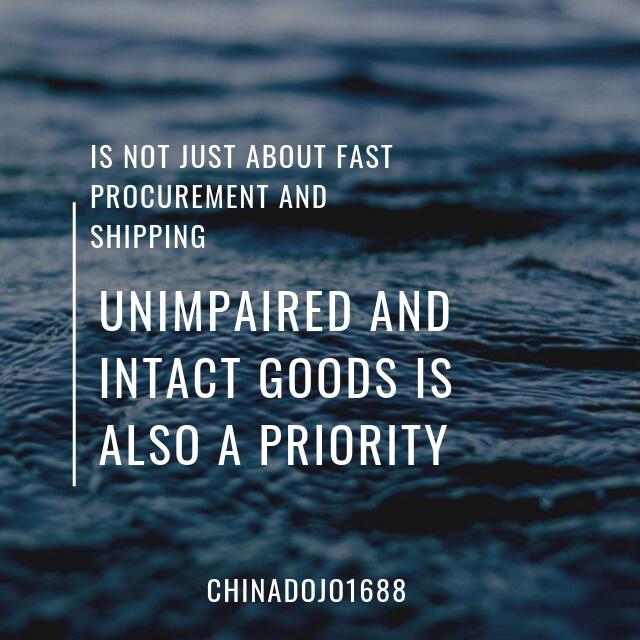 IS NOT JUST ABOUT FAST
PROCUREMENT AND
SHIPPING
UNIMPAIRED AND
INTACT GOODS IS
ALSO A PRIORITY
CHINADOJO1688